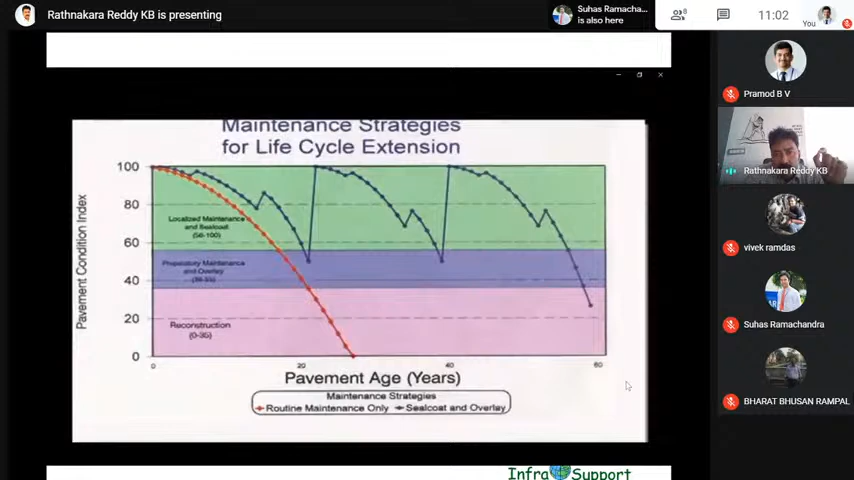 Rathnakara Reddy KB is presenting
Suhas Ramacha...
is also here
8
11:02
You
Maintenance Strategies
for Life Cycle Extension
Pavement Condition Index
100
80
60
40
20
0
Localized Maintenance
and Sealcoat
(56-100)
Preparatory Maintenance
and Overlay
Reconstruction
(0-35)
0
20
40
60
Pavement Age (Years)
Maintenance Strategies
Routine Maintenance Only
Sealcoat and Overlay
Infra Support
Pramod B V
Rathnakara Reddy KB
vivek ramdas
Suhas Ramachandra
BHARAT BHUSAN RAMPAL